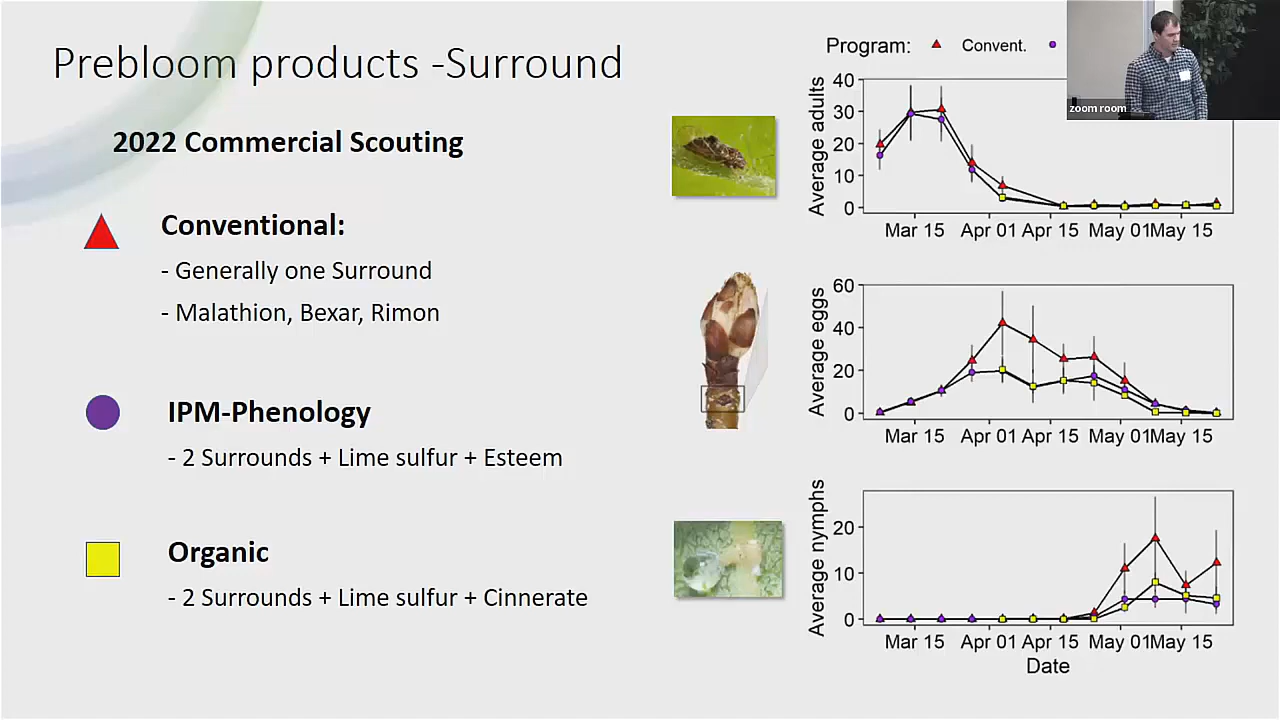 Prebloom products -Surround
2022 Commercial Scouting
Conventional:
- Generally one Surround
- Malathion, Bexar, Rimon
IPM-Phenology
- 2 Surrounds + Lime sulfur + Esteem
Organic
- 2 Surrounds + Lime sulfur + Cinnerate
Program: Convent.
zoom room
Average adults
40
30
20
10
0
Mar 15 Apr 01 Apr 15 May 01 May 15
Average eggs
60
40
20
0
Mar 15 Apr 01 Apr 15 May 01 May 15
Average nymphs
20
10
0
Mar 15 Apr 01 Apr 15 May 01 May 15
Date